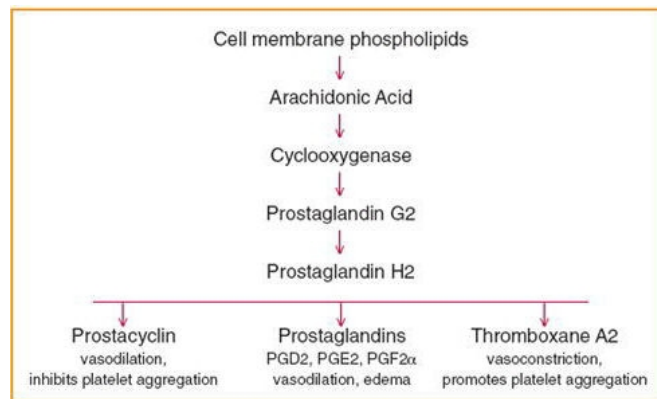 Cell membrane phospholipids
Arachidonic Acid
Cyclooxygenase
Prostaglandin G2
Prostaglandin H2
Prostacyclin
vasodilation,
inhibits platelet aggregation
Prostaglandins
PGD2, PGE2, PGF2α
vasodilation, edema
Thromboxane A2
vasoconstriction,
promotes platelet aggregation